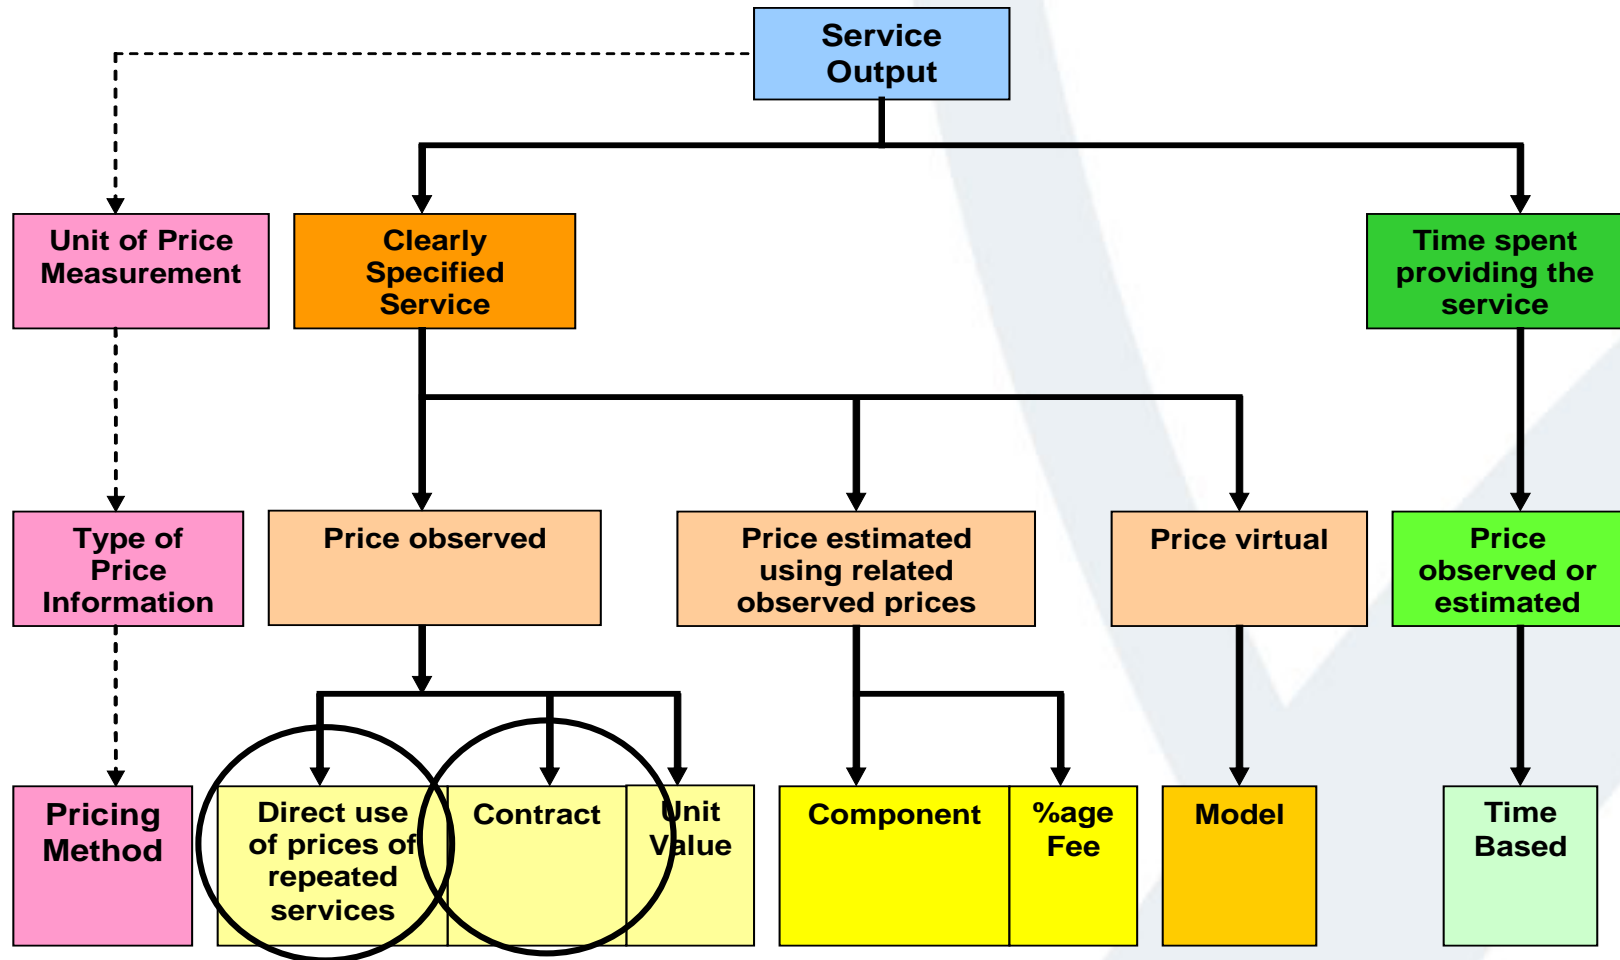 Service
Output
Unit of Price
Measurement
Clearly
Specified
Service
Time spent
providing the
service
Type of
Price
Information
Price observed
Price estimated
using related
observed prices
Price virtual
Price
observed or
estimated
Pricing
Method
Direct use
of prices of
repeated
services
Contract
Unit
Value
Component
%age
Fee
Model
Time
Based